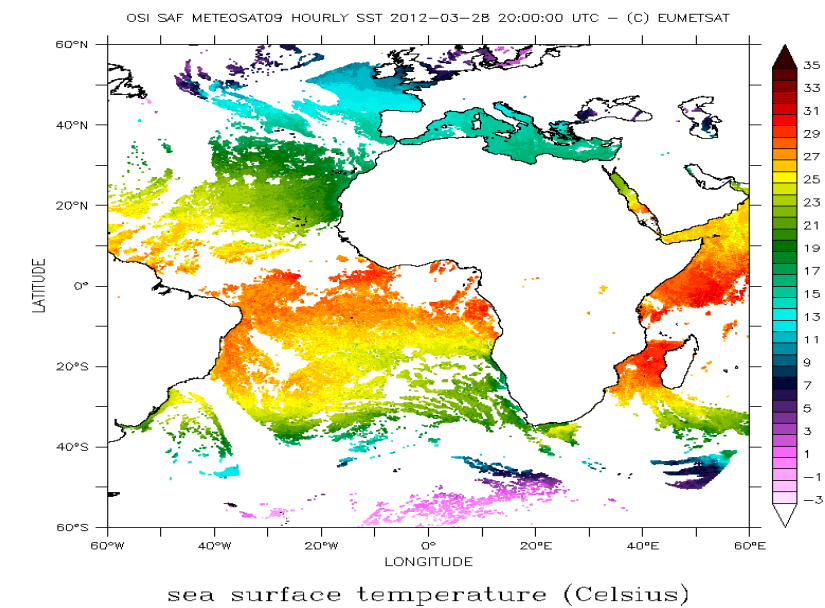 OSI SAF METEOSAT09 HOURLY SST 2012-03-28 20:00:00 UTC - (C) EUMETSAT
60°N
40°N
20°N
0°
20°S
40°S
60°S
LATITUDE
60°W 40°W 20°W 0° 20°E 40°E 60°E
LONGITUDE
35
33
31
29
27
25
23
21
19
17
15
13
11
9
7
5
3
1
-1
-3
sea surface temperature (Celsius)